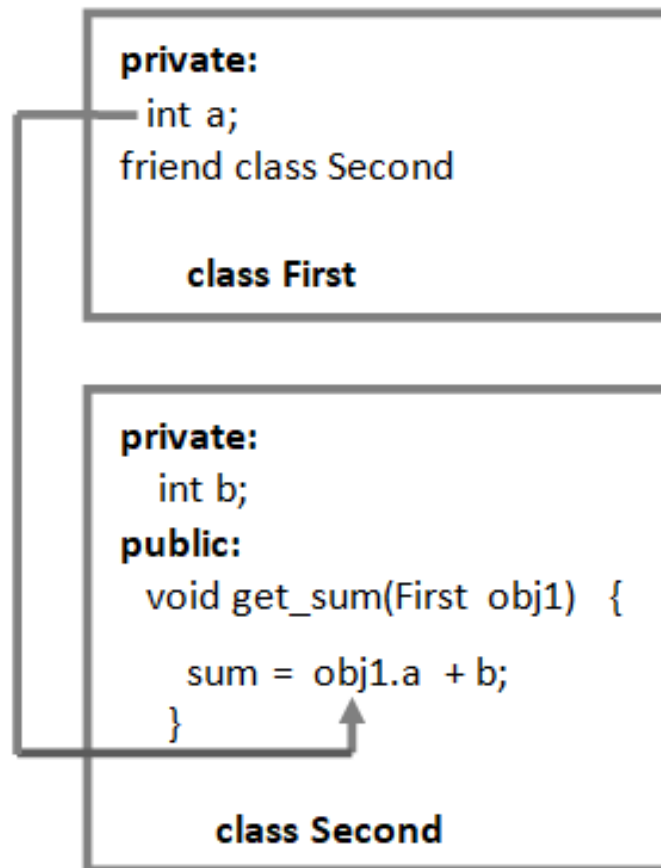 private:
int a;
friend class Second
class First
private:
int b;
public:
void get_sum(First obj1) {
sum = obj1.a + b;
}
class Second